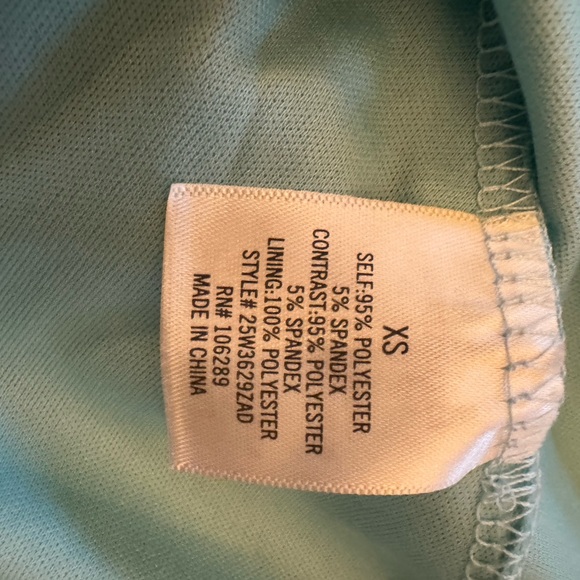 XS
SELF:95% POLYESTER
5% SPANDEX
CONTRAST:95% POLYESTER
5% SPANDEX
LINING:100% POLYESTER
STYLE# 25W3629ZAD
RN# 106289
MADE IN CHINA